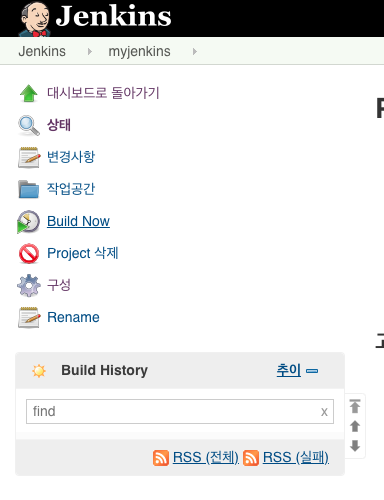 Jenkins
Jenkins myjenkins
대시보드로 돌아가기
상태
변경사항
작업공간
Build Now
Project 삭제
구성
Rename
Build History 추이
find x
RSS (전체) RSS (실패)